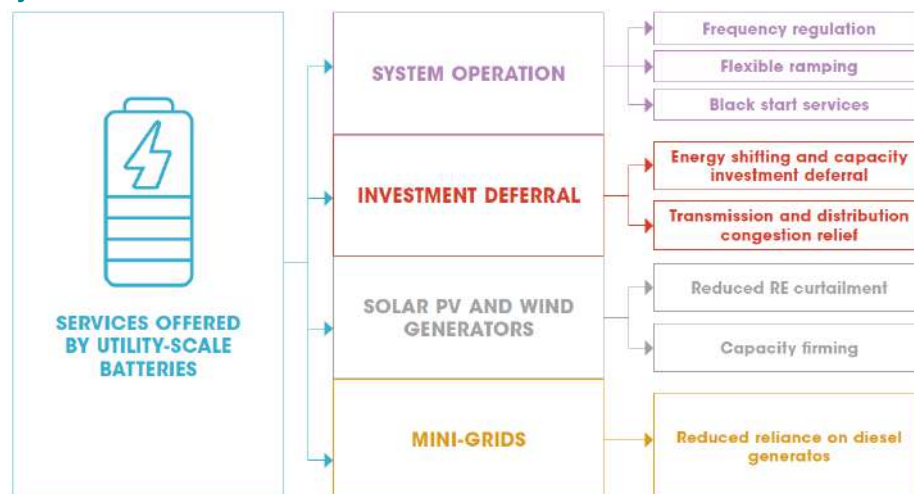 SERVICES OFFERED
BY UTILITY-SCALE
BATTERIES
SYSTEM OPERATION
Frequency regulation
Flexible ramping
Black start services
INVESTMENT DEFERRAL
Energy shifting and capacity
investment deferral
Transmission and distribution
congestion relief
SOLAR PV AND WIND
GENERATORS
Reduced RE curtailment
Capacity firming
MINI-GRIDS
Reduced reliance on diesel
generatos